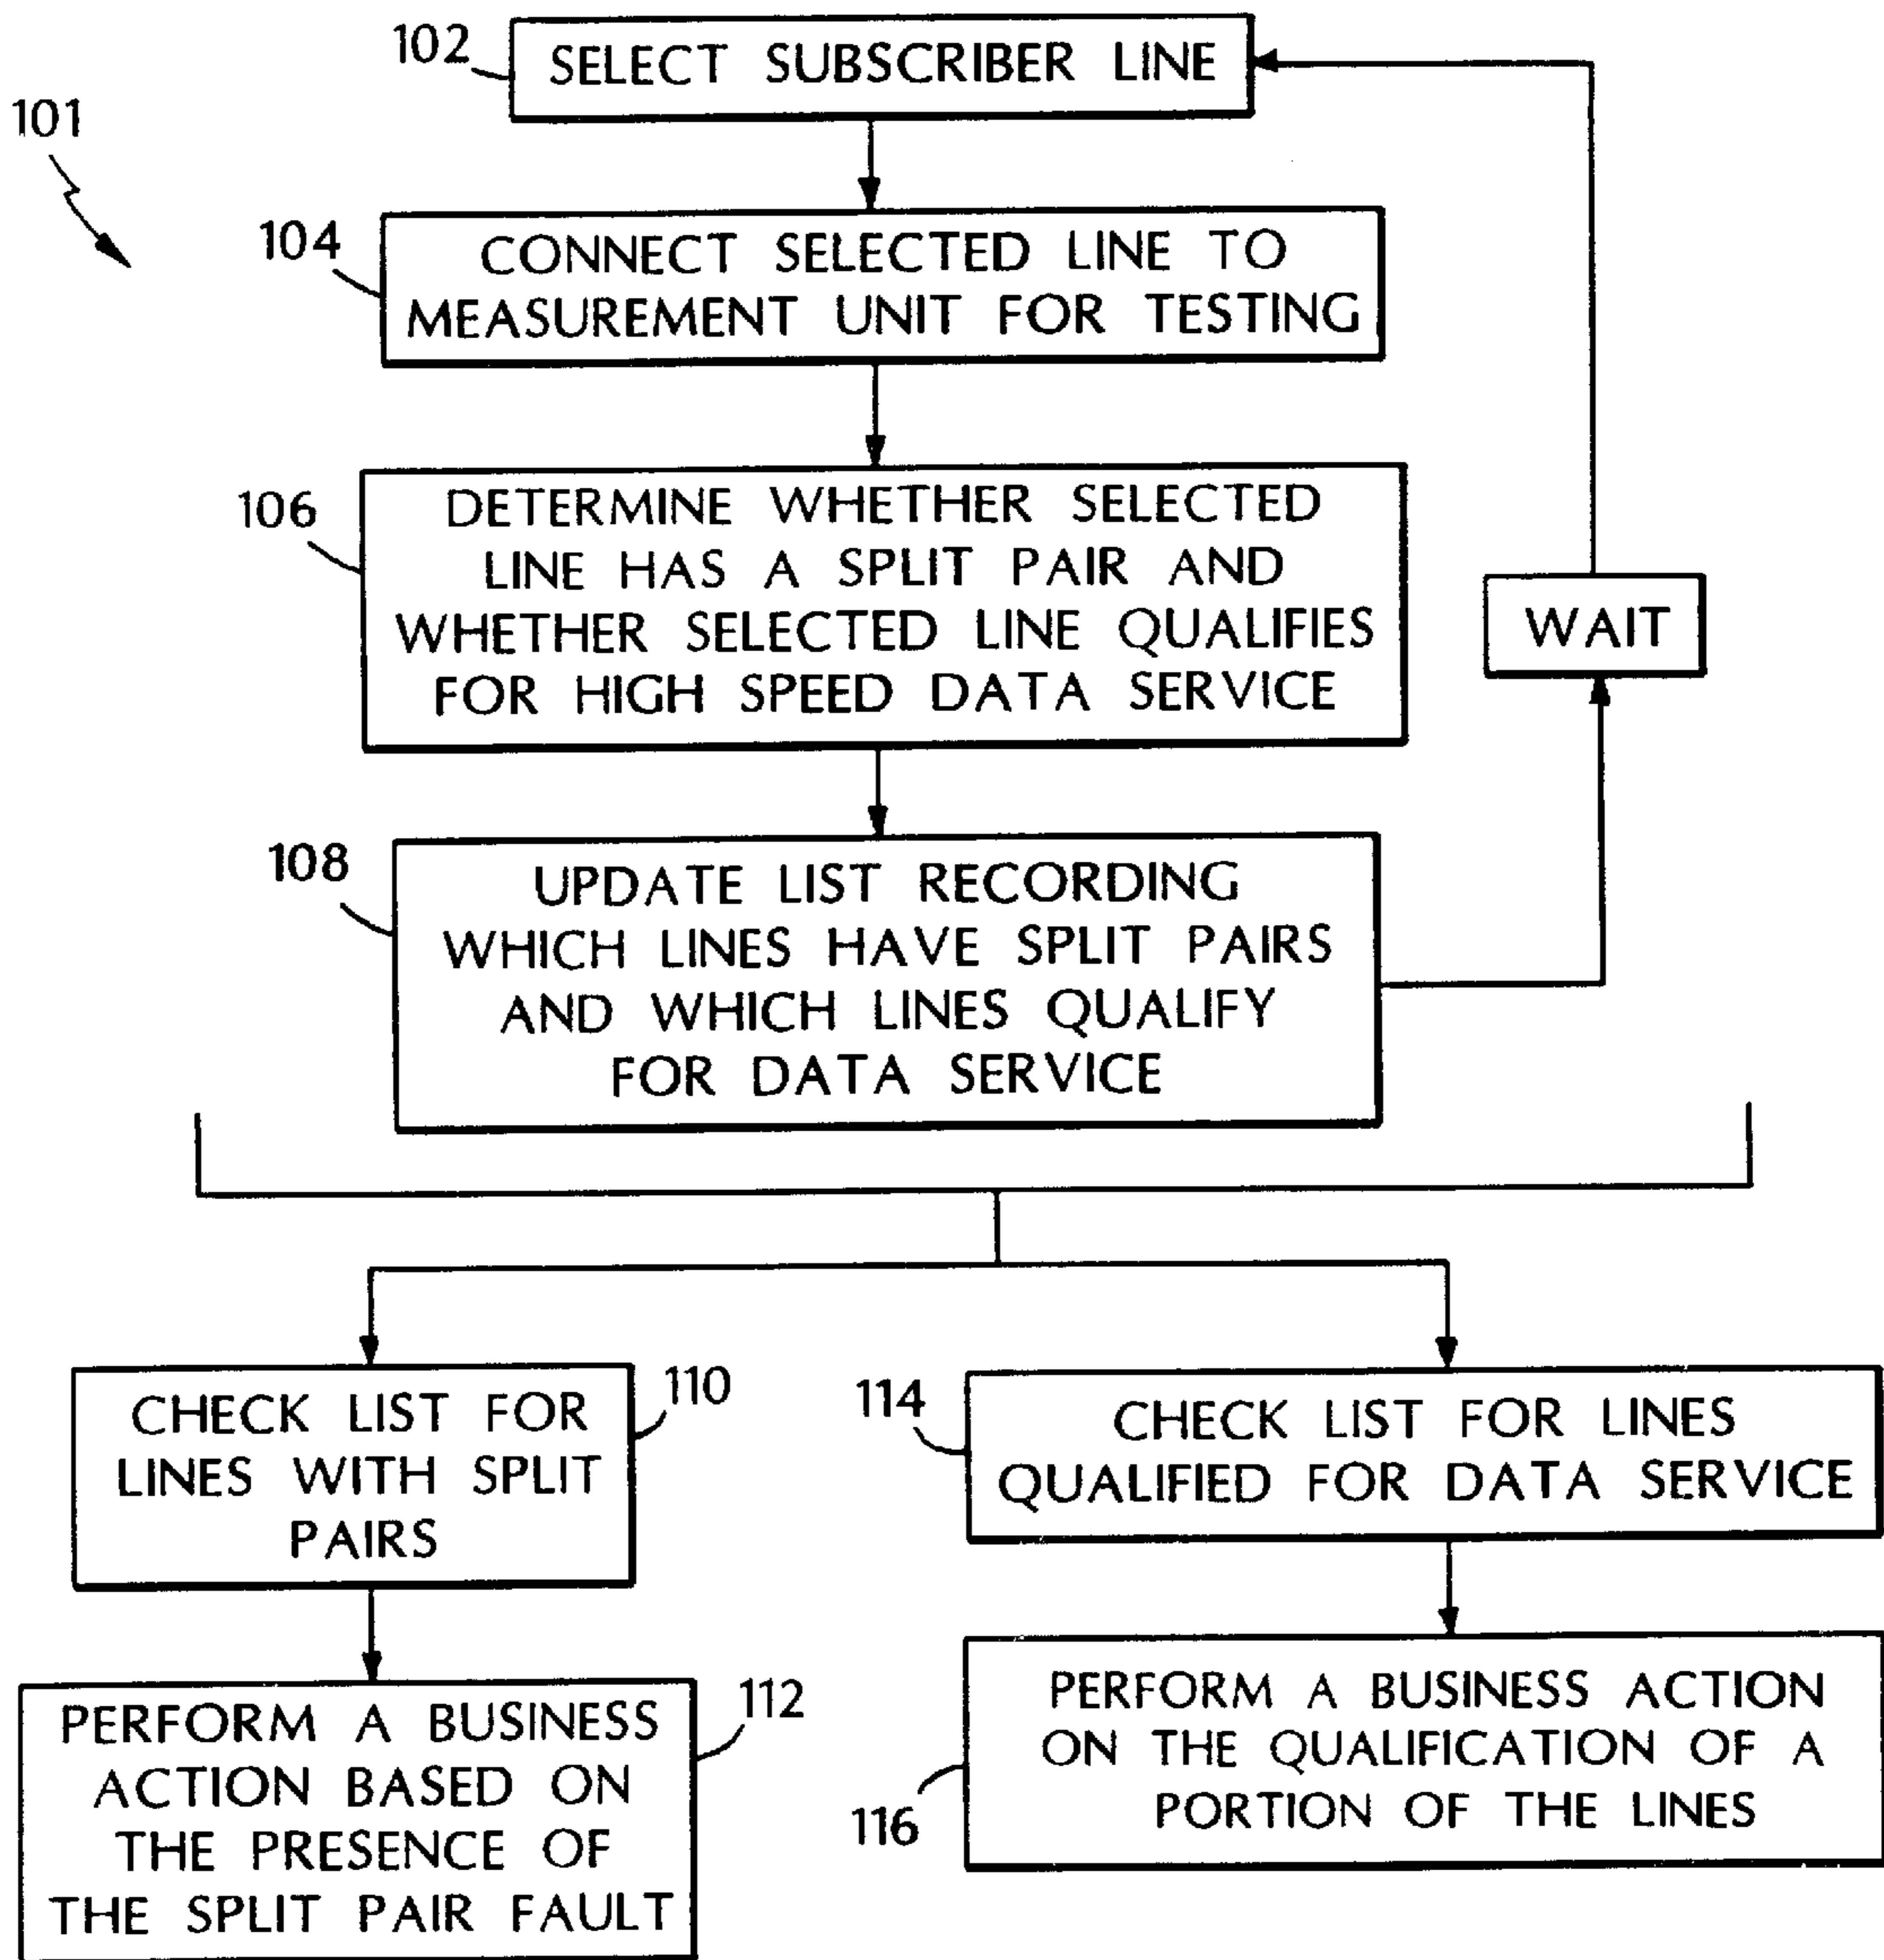 102
SELECT SUBSCRIBER LINE
101
104
CONNECT SELECTED LINE TO
MEASUREMENT UNIT FOR TESTING
106
DETERMINE WHETHER SELECTED
LINE HAS A SPLIT PAIR AND
WHETHER SELECTED LINE QUALIFIES
FOR HIGH SPEED DATA SERVICE
WAIT
108
UPDATE LIST RECORDING
WHICH LINES HAVE SPLIT PAIRS
AND WHICH LINES QUALIFY
FOR DATA SERVICE
110
CHECK LIST FOR
LINES WITH SPLIT
PAIRS
114
CHECK LIST FOR LINES
QUALIFIED FOR DATA SERVICE
112
PERFORM A BUSINESS
ACTION BASED ON
THE PRESENCE OF
THE SPLIT PAIR FAULT
116
PERFORM A BUSINESS ACTION
ON THE QUALIFICATION OF A
PORTION OF THE LINES